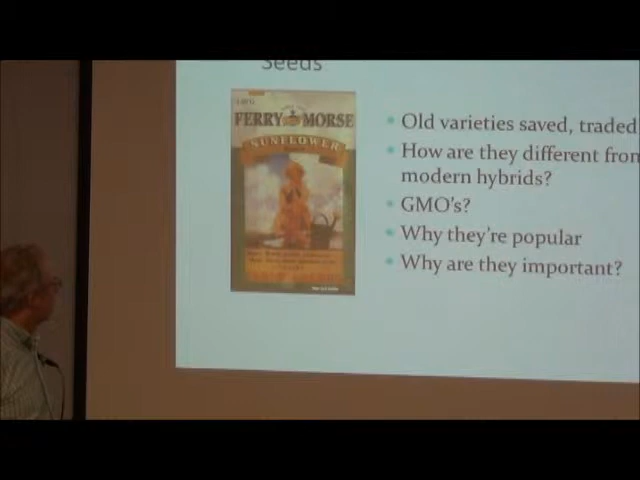 Seeds
FERRY MORSE
SUNFLOWER
• Old varieties saved, traded
• How are they different from
modern hybrids?
• GMO's?
• Why they're popular
• Why are they important?